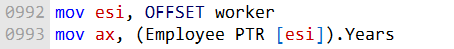 0992 mov esi, OFFSET worker
0993 mov ax, (Employee PTR [esi]).Years